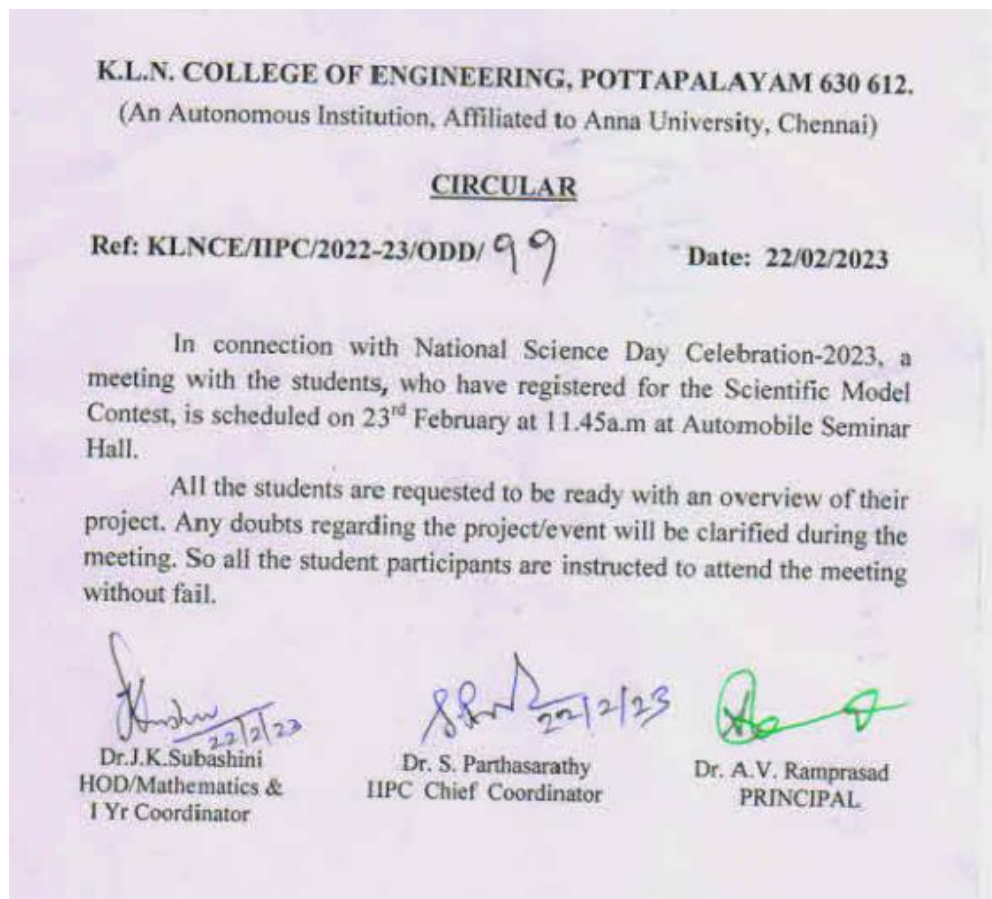 K.L.N. COLLEGE OF ENGINEERING, POTTAPALAYAM 630 612.
(An Autonomous Institution, Affiliated to Anna University, Chennai)
CIRCULAR
Ref: KLNCE/IIPC/2022-23/ODD/ 99 Date: 22/02/2023
In connection with National Science Day Celebration-2023, a
meeting with the students, who have registered for the Scientific Model
Contest, is scheduled on 23rd February at 11.45a.m at Automobile Seminar
Hall.
All the students are requested to be ready with an overview of their
project. Any doubts regarding the project/event will be clarified during the
meeting. So all the student participants are instructed to attend the meeting
without fail.
22/2/23 22/2/23
Dr.J.K.Subashini Dr. S. Parthasarathy Dr. A.V. Ramprasad
HOD/Mathematics & IIPC Chief Coordinator PRINCIPAL
I Yr Coordinator